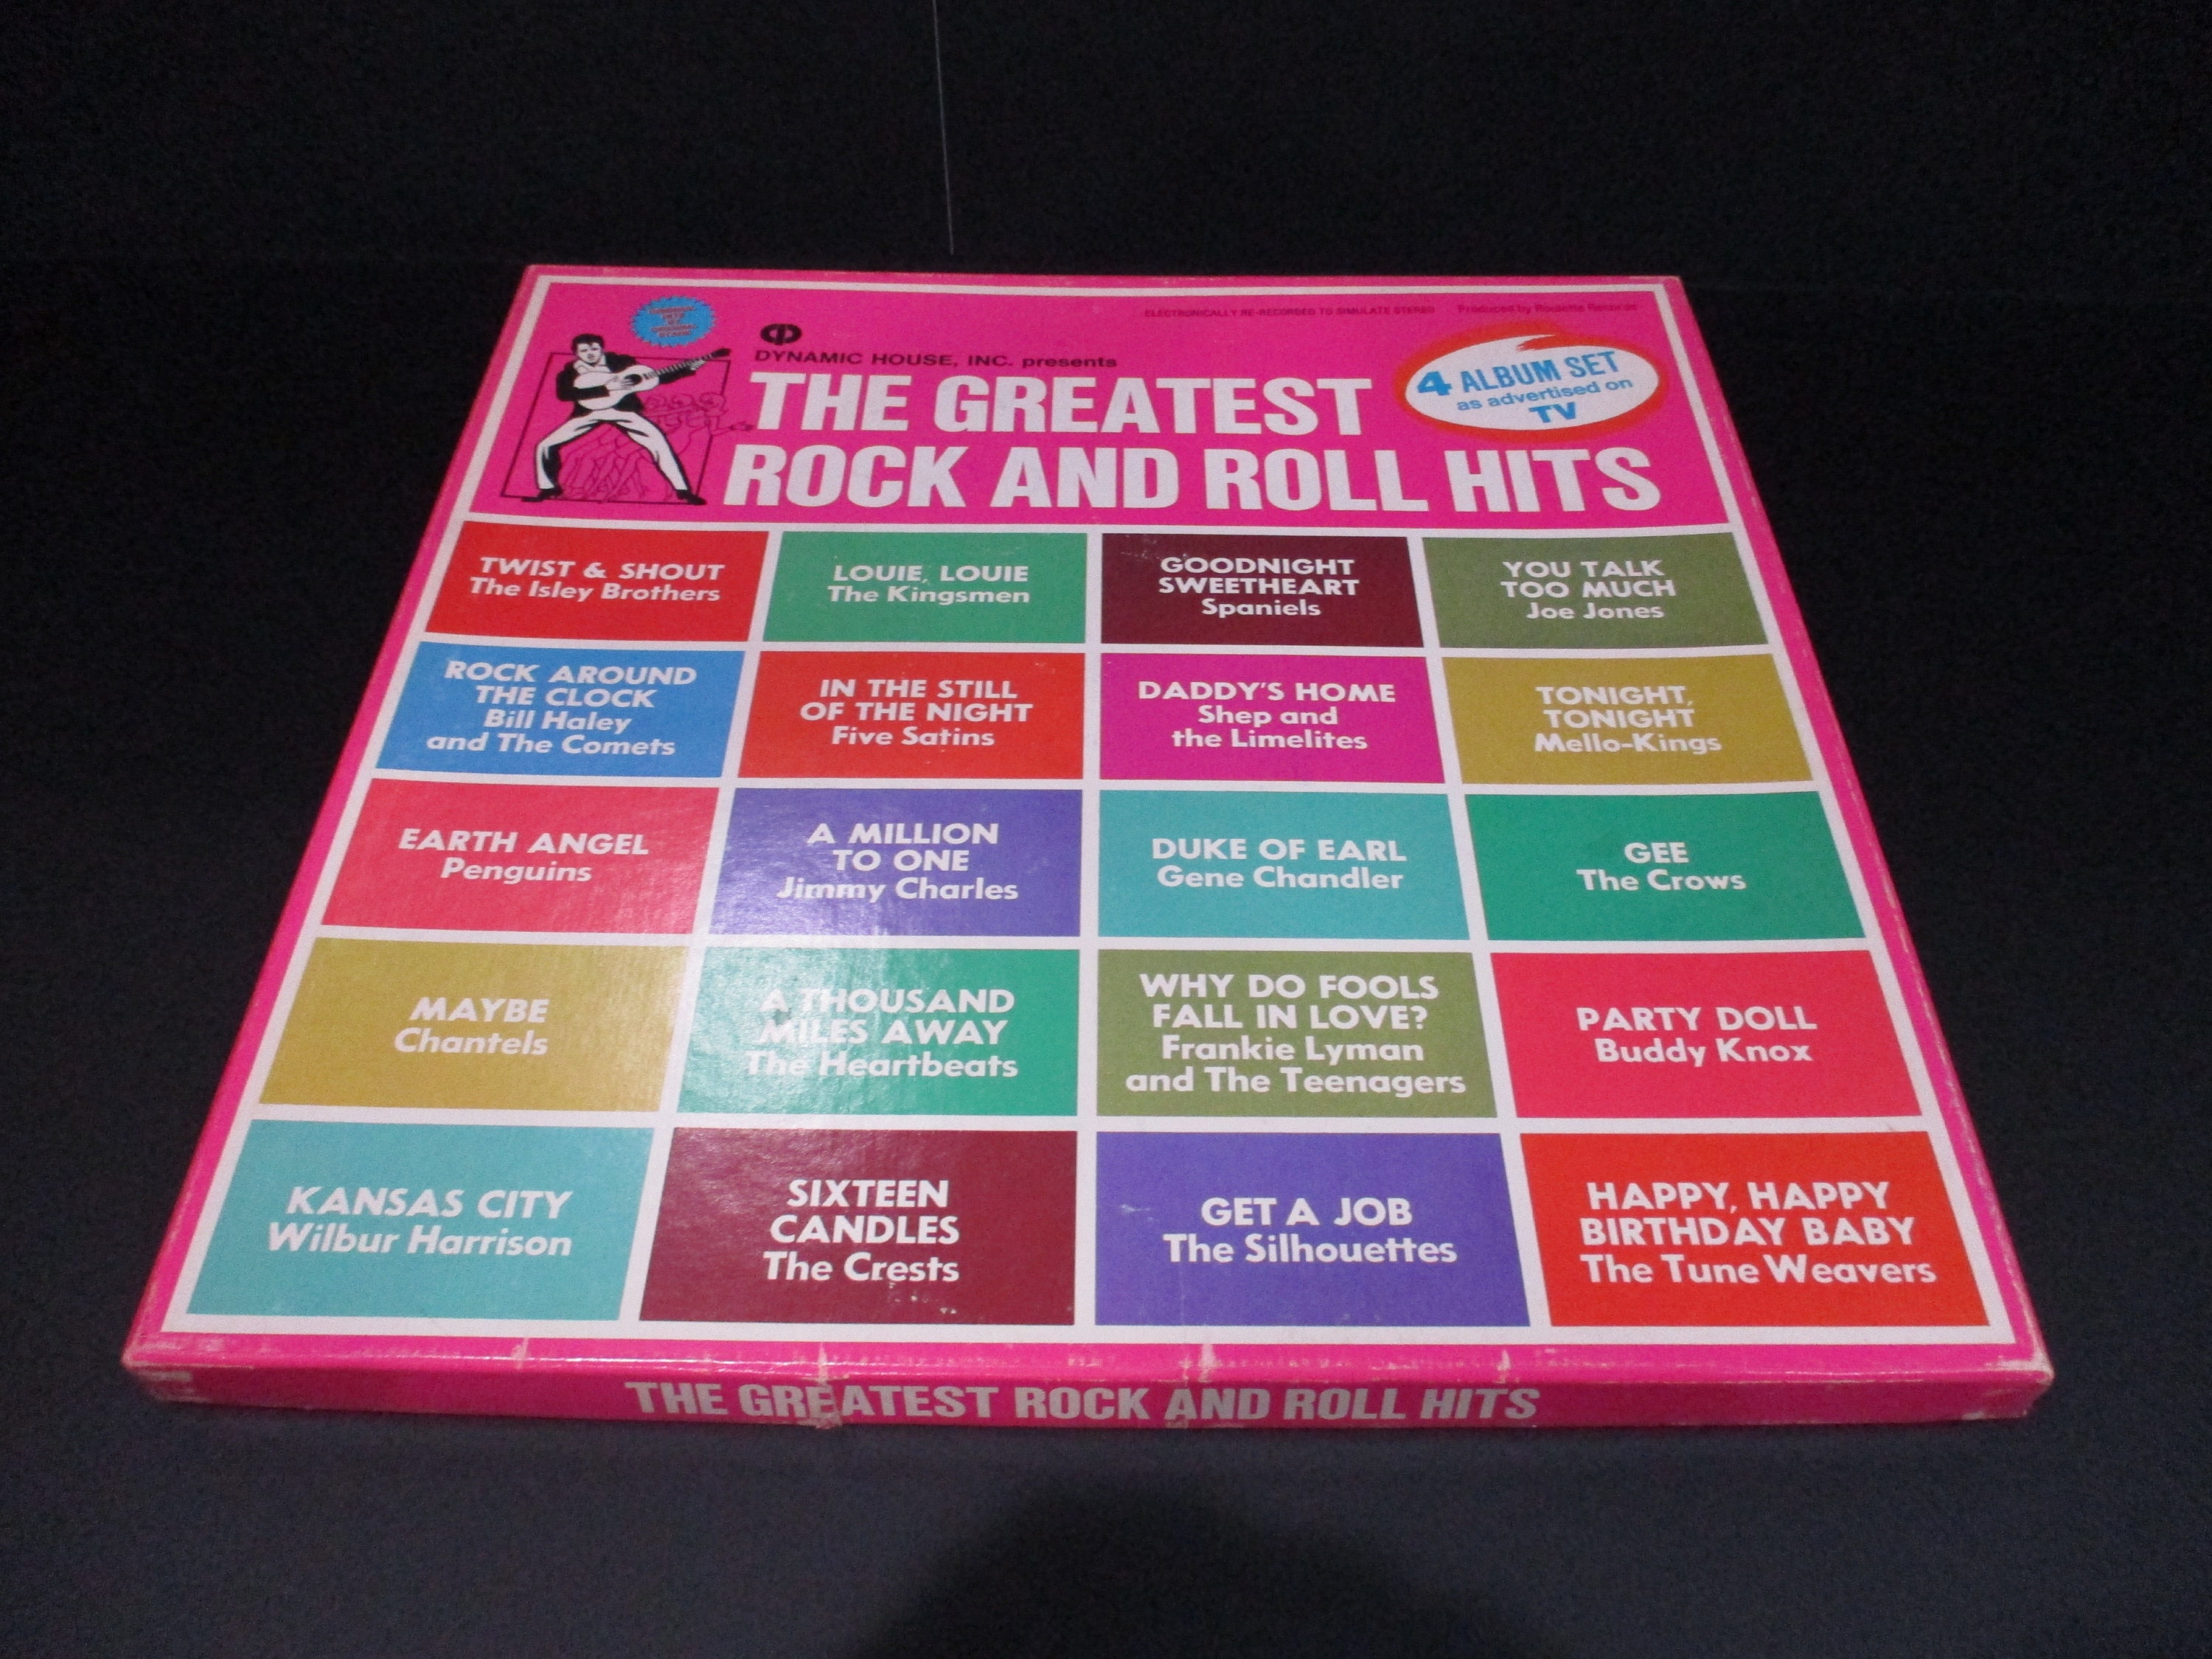 ELECTRONICALLY RE-RECORDED TO SIMULATE STEREO Produced by Roulette Records
DYNAMIC HOUSE, INC. presents
THE GREATEST
ROCK AND ROLL HITS
4 ALBUM SET
as advertised on
TV
TWIST & SHOUT
The Isley Brothers
LOUIE, LOUIE
The Kingsmen
GOODNIGHT
SWEETHEART
Spaniels
YOU TALK
TOO MUCH
Joe Jones
ROCK AROUND
THE CLOCK
Bill Haley
and The Comets
IN THE STILL
OF THE NIGHT
Five Satins
DADDY'S HOME
Shep and
the Limelites
TONIGHT,
TONIGHT
Mello-Kings
EARTH ANGEL
Penguins
A MILLION
TO ONE
Jimmy Charles
DUKE OF EARL
Gene Chandler
GEE
The Crows
MAYBE
Chantels
A THOUSAND
MILES AWAY
The Heartbeats
WHY DO FOOLS
FALL IN LOVE?
Frankie Lyman
and The Teenagers
PARTY DOLL
Buddy Knox
KANSAS CITY
Wilbur Harrison
SIXTEEN
CANDLES
The Crests
GET A JOB
The Silhouettes
HAPPY, HAPPY
BIRTHDAY BABY
The Tune Weavers
THE GREATEST ROCK AND ROLL HITS